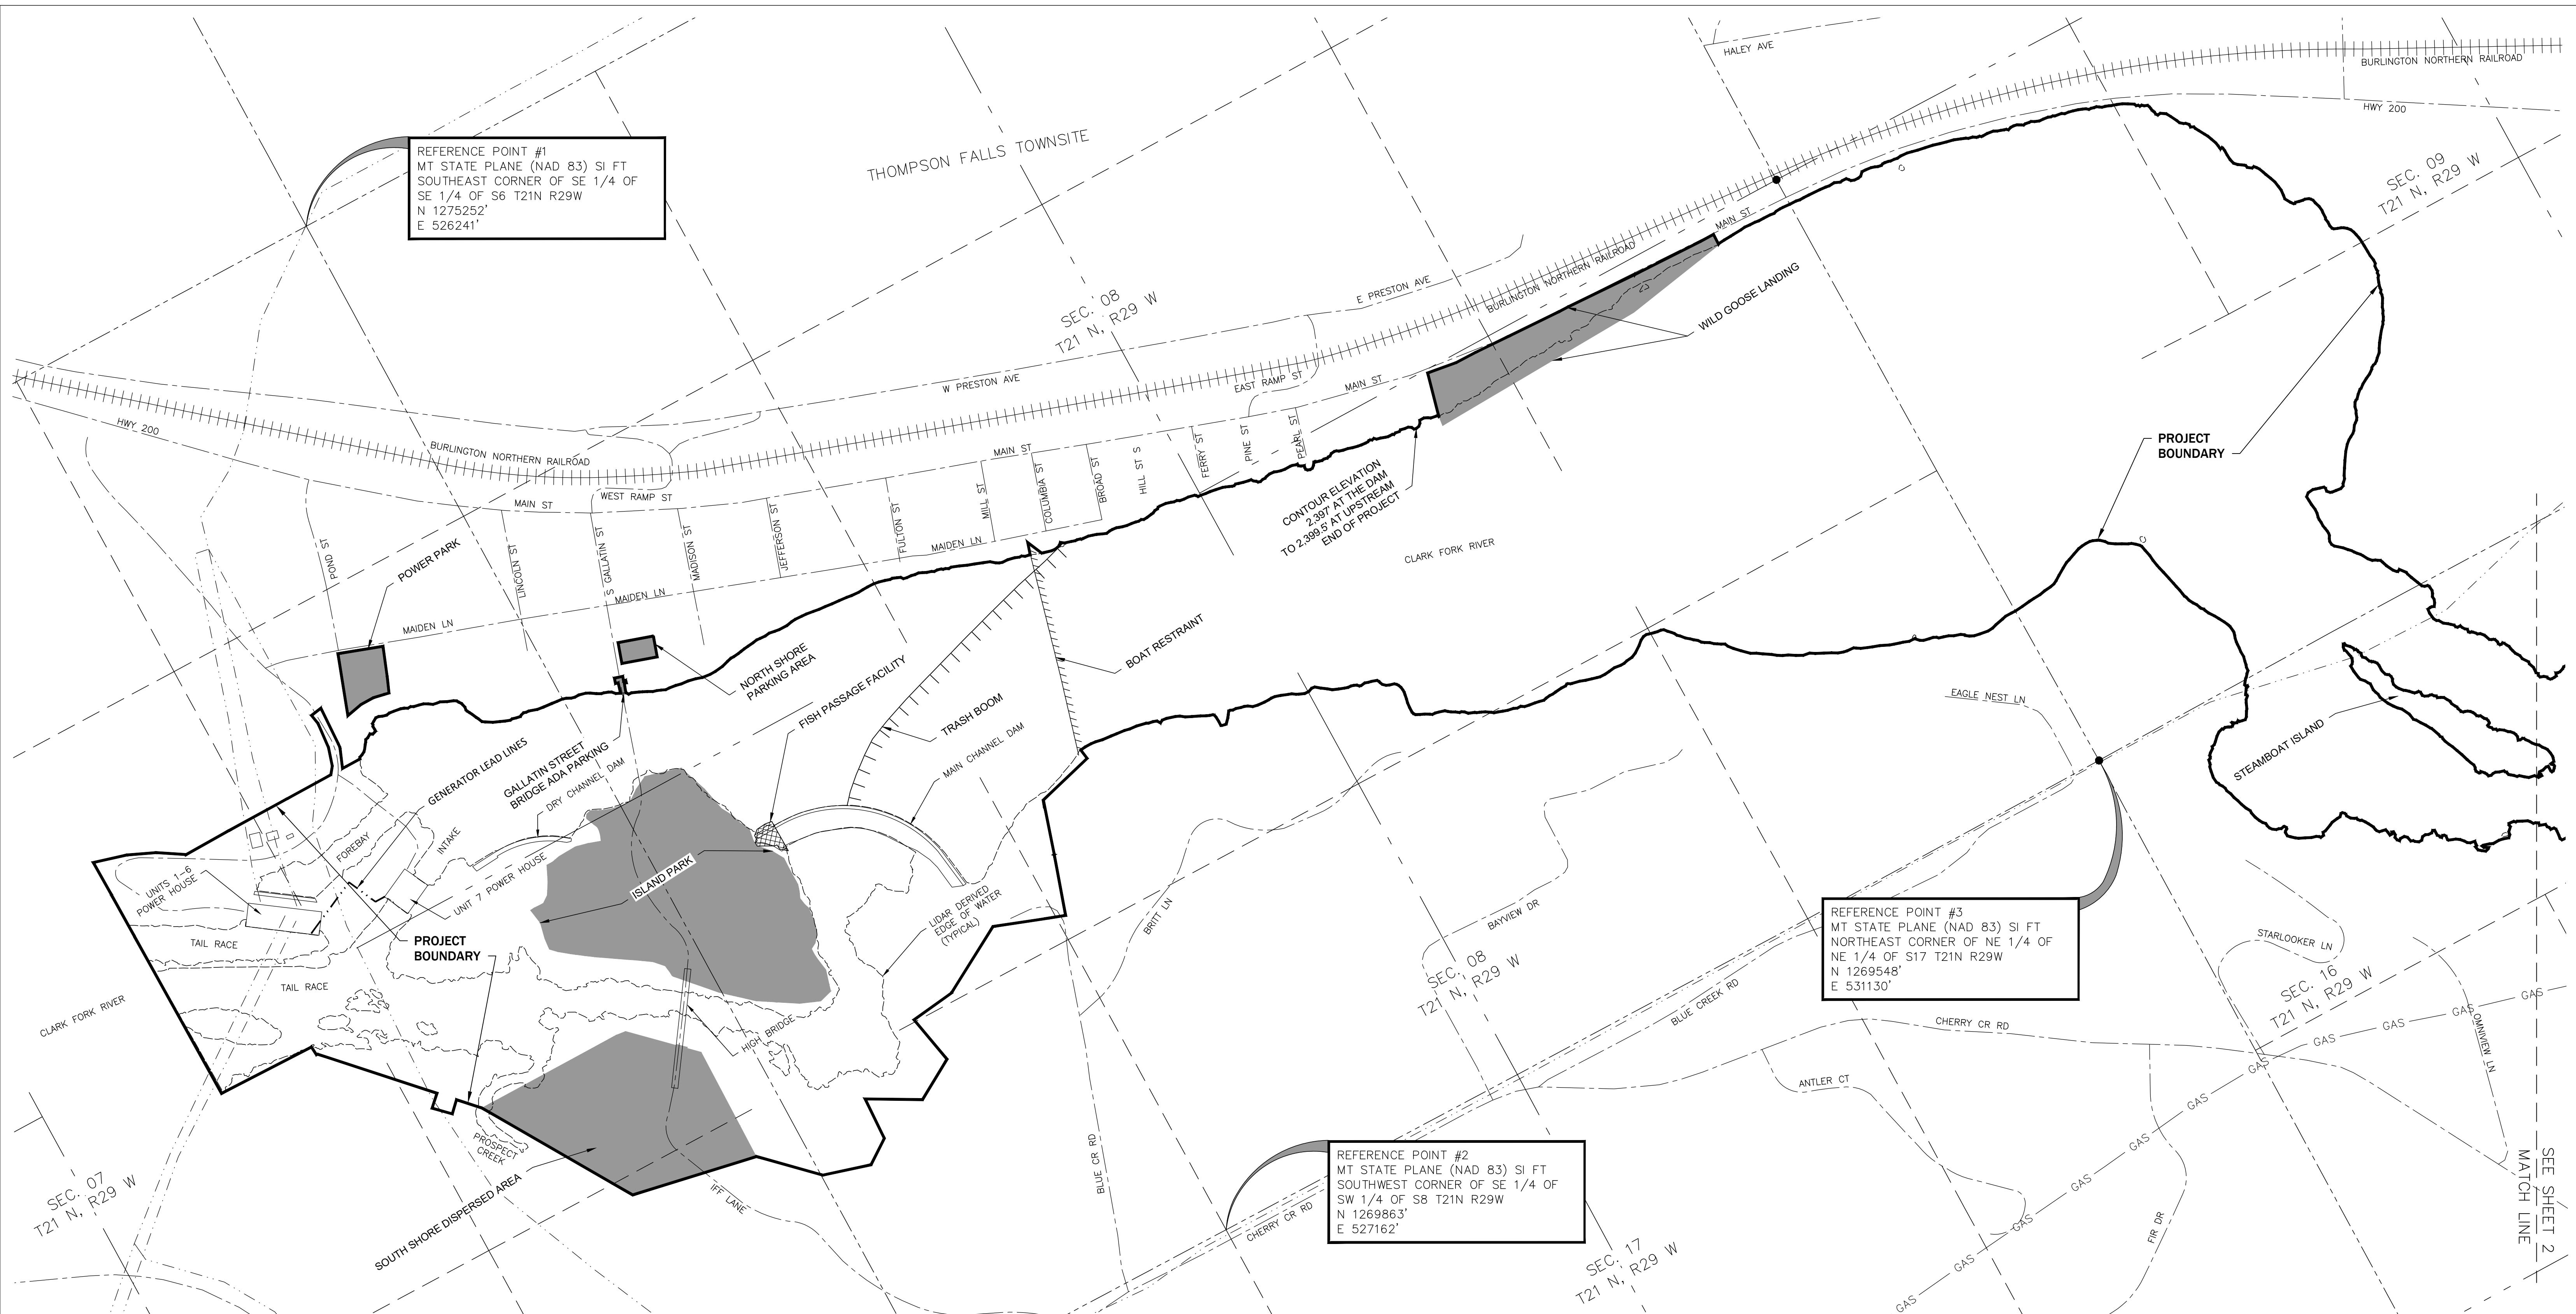 HALEY AVE
BURLINGTON NORTHERN RAILROAD
HWY 200
THOMPSON FALLS TOWNSITE
REFERENCE POINT #1
MT STATE PLANE (NAD 83) SI FT
SOUTHEAST CORNER OF SE 1/4 OF
SE 1/4 OF S6 T21N R29W
N 1275252'
E 526241'
SEC. 09
T21 N, R29 W
MAIN ST
BURLINGTON NORTHERN RAILROAD
WILD GOOSE LANDING
E PRESTON AVE
SEC. 08
T21 N, R29 W
W PRESTON AVE
EAST RAMP ST
MAIN ST
HWY 200
BURLINGTON NORTHERN RAILROAD
WEST RAMP ST
MAIN ST
MAIN ST
POND ST
LINCOLN ST
S GALLATIN ST
MADISON ST
JEFFERSON ST
FULTON ST
MILL ST
COLUMBIA ST
BROAD ST
HILL ST S
FERRY ST
PINE ST
PEARL ST
CONTOUR ELEVATION
2,397' AT THE DAM
TO 2,399.5' AT UPSTREAM
END OF PROJECT
PROJECT
BOUNDARY
CLARK FORK RIVER
POWER PARK
MAIDEN LN
MAIDEN LN
MAIDEN LN
NORTH SHORE
PARKING AREA
FISH PASSAGE FACILITY
TRASH BOOM
BOAT RESTRAINT
MAIN CHANNEL DAM
EAGLE NEST LN
STEAMBOAT ISLAND
GENERATOR LEAD LINES
GALLATIN STREET
BRIDGE ADA PARKING
DRY CHANNEL DAM
FOREBAY
INTAKE
UNITS 1-6
POWER HOUSE
UNIT 7 POWER HOUSE
ISLAND PARK
LIDAR DERIVED
EDGE OF WATER
(TYPICAL)
BRITT LN
BAYVIEW DR
REFERENCE POINT #3
MT STATE PLANE (NAD 83) SI FT
NORTHEAST CORNER OF NE 1/4 OF
NE 1/4 OF S17 T21N R29W
N 1269548'
E 531130'
TAIL RACE
PROJECT
BOUNDARY
TAIL RACE
CLARK FORK RIVER
HIGH BRIDGE
SEC. 08
T21 N, R29 W
BLUE CREEK RD
STARLOOKER LN
SEC. 16
T21 N, R29 W
GAS
GAS
GAS
GAS
GAS
GAS
GAS
GAS
GAS
GAS
GAS
OMNIVIEW LN
CHERRY CR RD
ANTLER CT
FIR DR
PROSPECT
CREEK
SOUTH SHORE DISPERSED AREA
IFF LANE
BLUE CR RD
REFERENCE POINT #2
MT STATE PLANE (NAD 83) SI FT
SOUTHWEST CORNER OF SE 1/4 OF
SW 1/4 OF S8 T21N R29W
N 1269863'
E 527162'
CHERRY CR RD
SEC. 07
T21 N, R29 W
SEC. 17
T21 N, R29 W
SEE SHEET 2
MATCH LINE